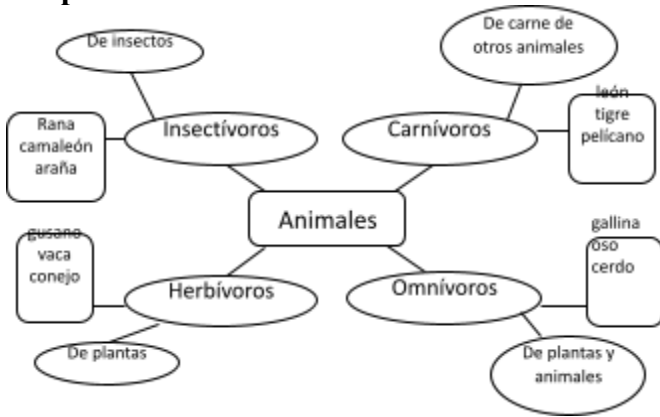 De insectos
De carne de
otros animales
Rana
camaleón
araña
Insectívoros
Carnívoros
león
tigre
pelícano
Animales
gusano
vaca
conejo
Herbívoros
Omnívoros
gallina
oso
cerdo
De plantas
De plantas y
animales